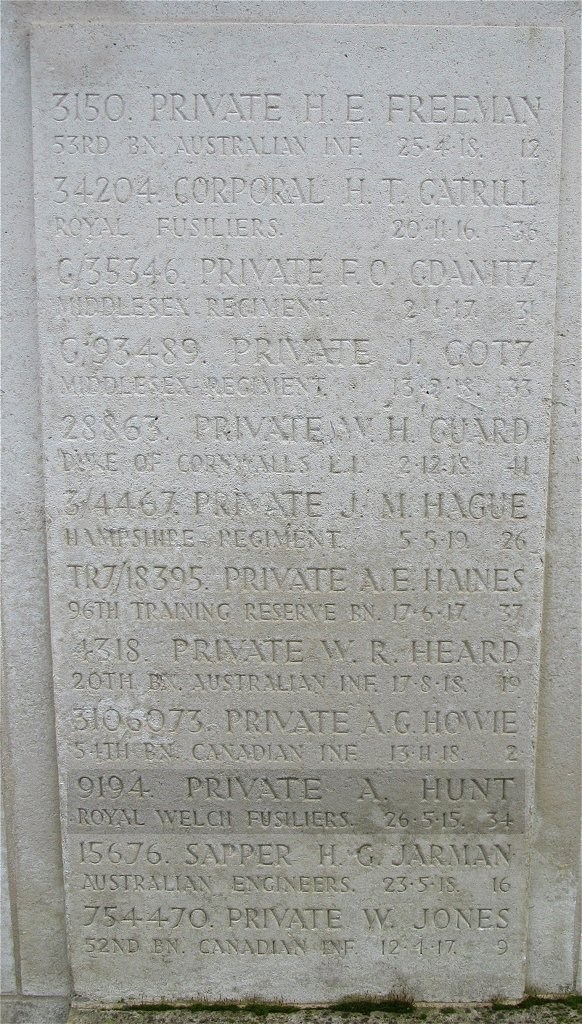 3150. PRIVATE H. E. FREEMAN
53RD BN. AUSTRALIAN INF. 25·4·18. 12
34204. CORPORAL H. T. GATRILL
ROYAL FUSILIERS. 20·11·16. 36
G/35346. PRIVATE F. O. GDANITZ
MIDDLESEX REGIMENT. 2·1·17. 31
G/93489. PRIVATE J. GOTZ
MIDDLESEX REGIMENT. 33
28863. PRIVATE W. H. GUARD
DUKE OF CORNWALLS L.I. 2·12·18. 41
3/4467. PRIVATE J. M. HAGUE
HAMPSHIRE REGIMENT. 5·5·19. 26
TR7/18395. PRIVATE A. E. HAINES
96TH TRAINING RESERVE BN. 17·6·17. 37
4318. PRIVATE W. R. HEARD
20TH BN. AUSTRALIAN INF. 17·8·18. 19
3106073. PRIVATE A. G. HOWIE
54TH BN. CANADIAN INF. 13·11·18. 2
9194. PRIVATE A. HUNT
ROYAL WELCH FUSILIERS. 26·5·15. 34
15676. SAPPER H. G. JARMAN
AUSTRALIAN ENGINEERS. 23·5·18. 16
754470. PRIVATE W. JONES
52ND BN. CANADIAN INF. 12·1·17. 9